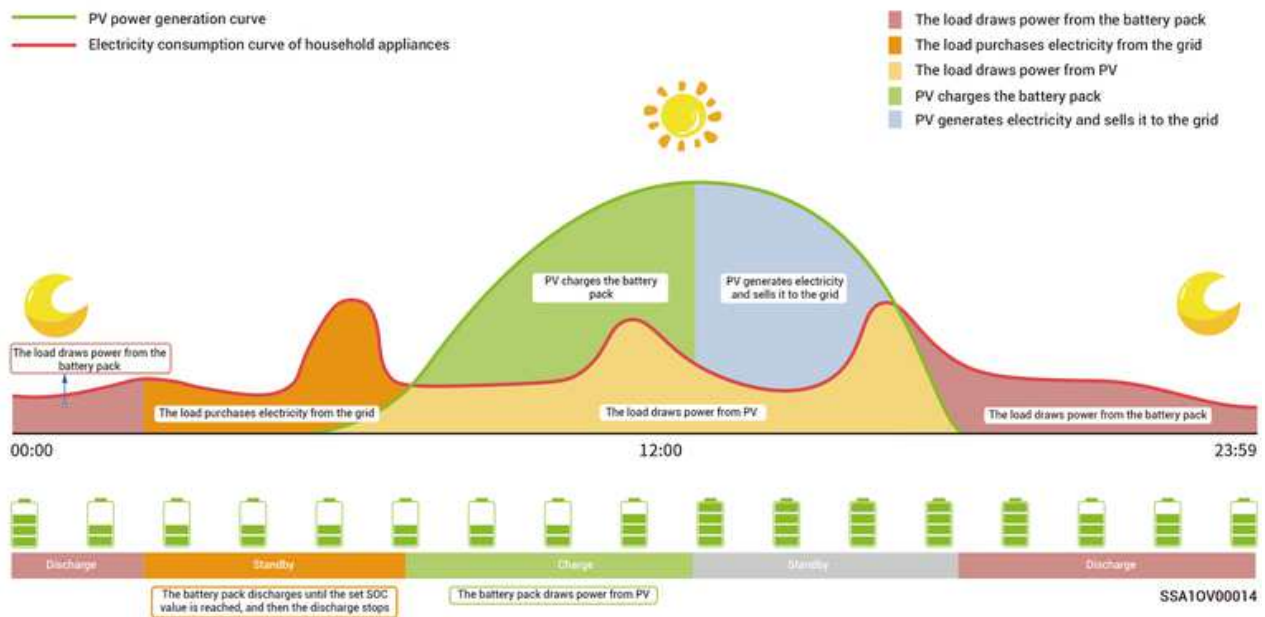 PV power generation curve
Electricity consumption curve of household appliances
The load draws power from the battery pack
The load purchases electricity from the grid
The load draws power from PV
PV charges the battery pack
PV generates electricity and sells it to the grid
PV charges the battery
pack
PV generates electricity
and sells it to the grid
The load draws power from the
battery pack
The load purchases electricity from the grid
The load draws power from PV
The load draws power from the battery pack
00:00
12:00
23:59
Discharge
Standby
Charge
Standby
Discharge
The battery pack discharges until the set SOC
value is reached, and then the discharge stops
The battery pack draws power from PV
SSA1OV00014